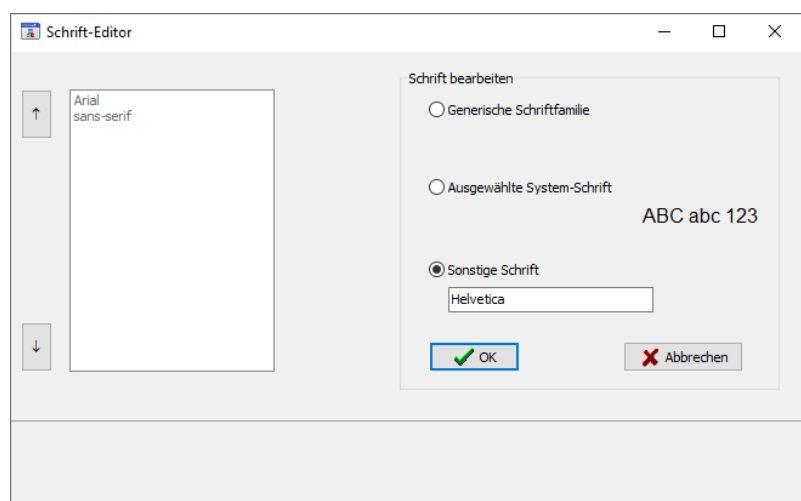 Schrift-Editor
Arial
sans-serif
Schrift bearbeiten
Generische Schriftfamilie
Ausgewählte System-Schrift
ABC abc 123
Sonstige Schrift
Helvetica
OK
Abbrechen